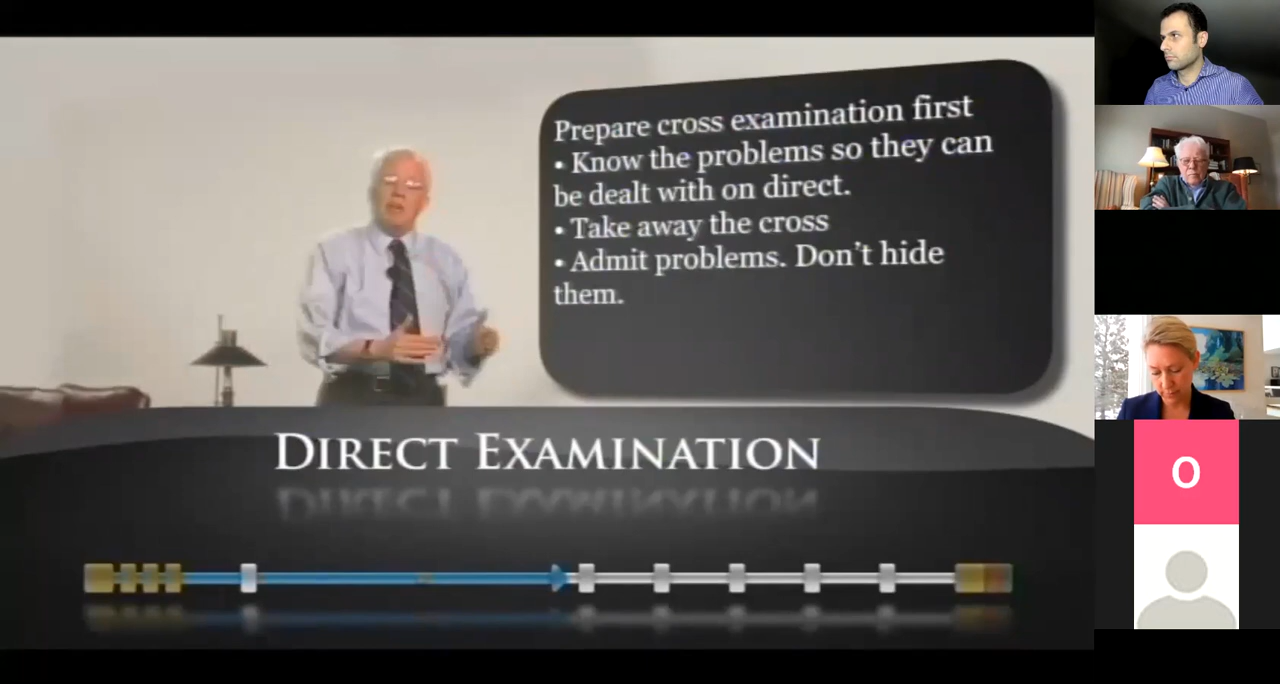 Prepare cross examination first
• Know the problems so they can
be dealt with on direct.
• Take away the cross
• Admit problems. Don’t hide
them.
DIRECT EXAMINATION
O